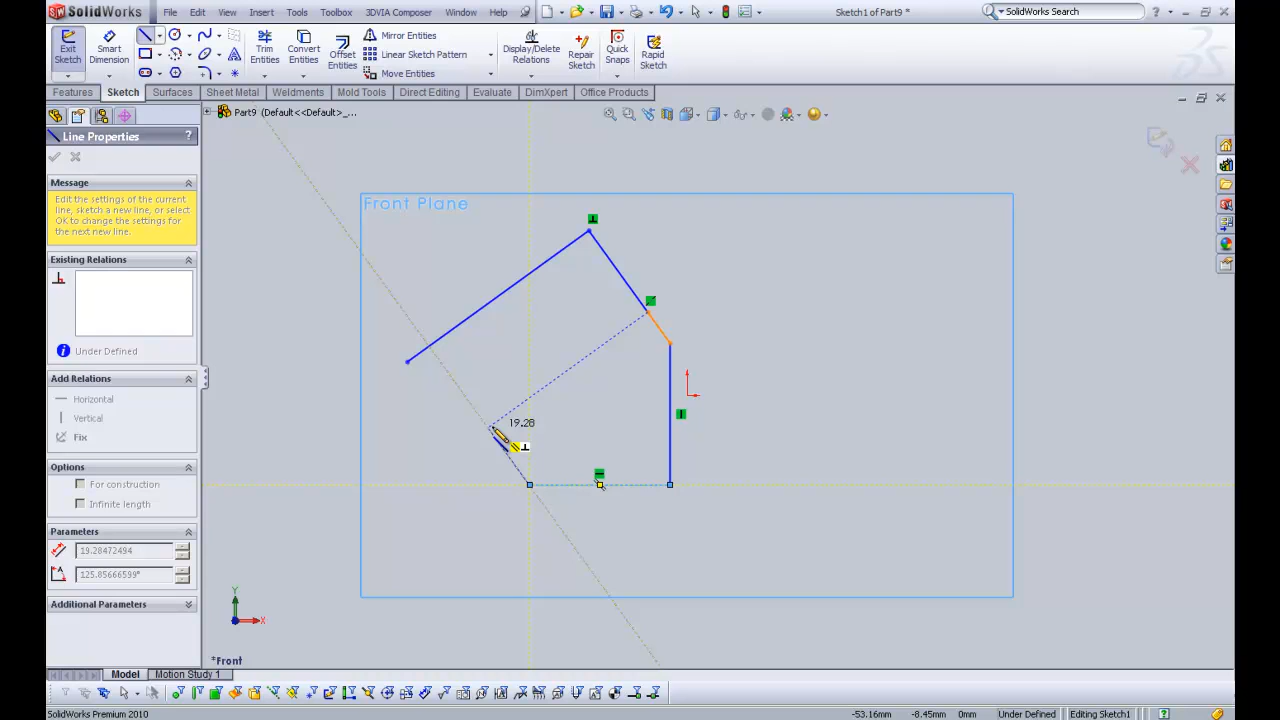 SolidWorks File Edit View Insert Tools Toolbox 3DVIA Composer Window Help Sketch1 of Part9 * SolidWorks Search ?
Exit Sketch Smart Dimension Trim Entities Convert Entities Offset Entities Mirror Entities Linear Sketch Pattern Move Entities Display/Delete Relations Repair Sketch Quick Snaps Rapid Sketch
Features Sketch Surfaces Sheet Metal Weldments Mold Tools Direct Editing Evaluate DimXpert Office Products
Part9 (Default<<Default>_...
Line Properties ?
Message
Edit the settings of the current
line, sketch a new line, or select
OK to change the settings for
the next new line.
Front Plane
Existing Relations
Under Defined
Add Relations
Horizontal
Vertical
Fix
19.28
Options
For construction
Infinite length
Parameters
19.28472494
125.85666599°
Additional Parameters
Y
X
*Front
Model Motion Study 1
SolidWorks Premium 2010 -53.16mm -8.45mm 0mm Under Defined Editing Sketch1 ?